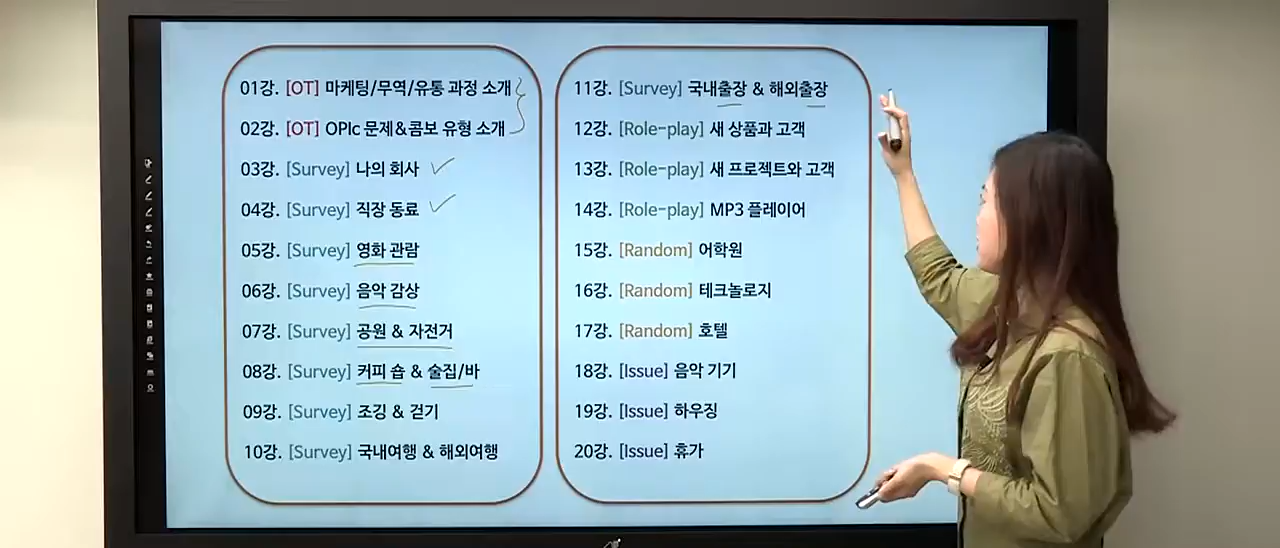 01강. [OT] 마케팅/무역/유통 과정 소개
02강. [OT] OPIc 문제&콤보 유형 소개
03강. [Survey] 나의 회사
04강. [Survey] 직장 동료
05강. [Survey] 영화 관람
06강. [Survey] 음악 감상
07강. [Survey] 공원 & 자전거
08강. [Survey] 커피 숍 & 술집/바
09강. [Survey] 조깅 & 걷기
10강. [Survey] 국내여행 & 해외여행
11강. [Survey] 국내출장 & 해외출장
12강. [Role-play] 새 상품과 고객
13강. [Role-play] 새 프로젝트와 고객
14강. [Role-play] MP3 플레이어
15강. [Random] 어학원
16강. [Random] 테크놀로지
17강. [Random] 호텔
18강. [Issue] 음악 기기
19강. [Issue] 하우징
20강. [Issue] 휴가